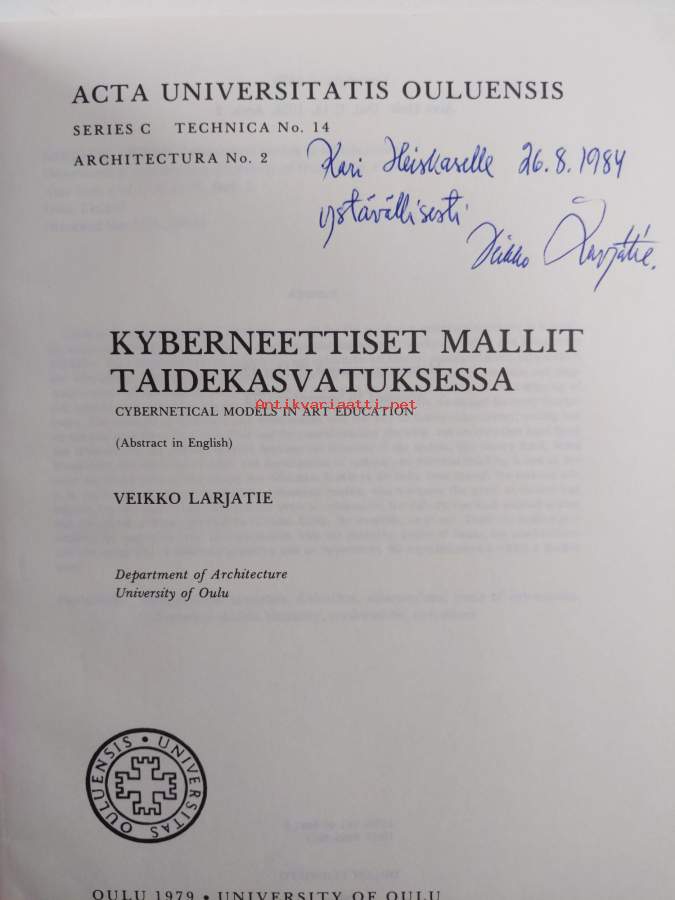 ACTA UNIVERSITATIS OULUENSIS
SERIES C TECHNICA No. 14
ARCHITECTURA No. 2
Kari Heiskaselle 26.8.1984
ystävällisesti
Veikko Larjatie.
KYBERNEETTISET MALLIT
TAIDEKASVATUKSESSA
Antikvariaatti.net
CYBERNETICAL MODELS IN ART EDUCATION
(Abstract in English)
VEIKKO LARJATIE
Department of Architecture
University of Oulu
UNIVERSITAS OULUENSIS •
OULU 1979 • UNIVERSITY OF OULU